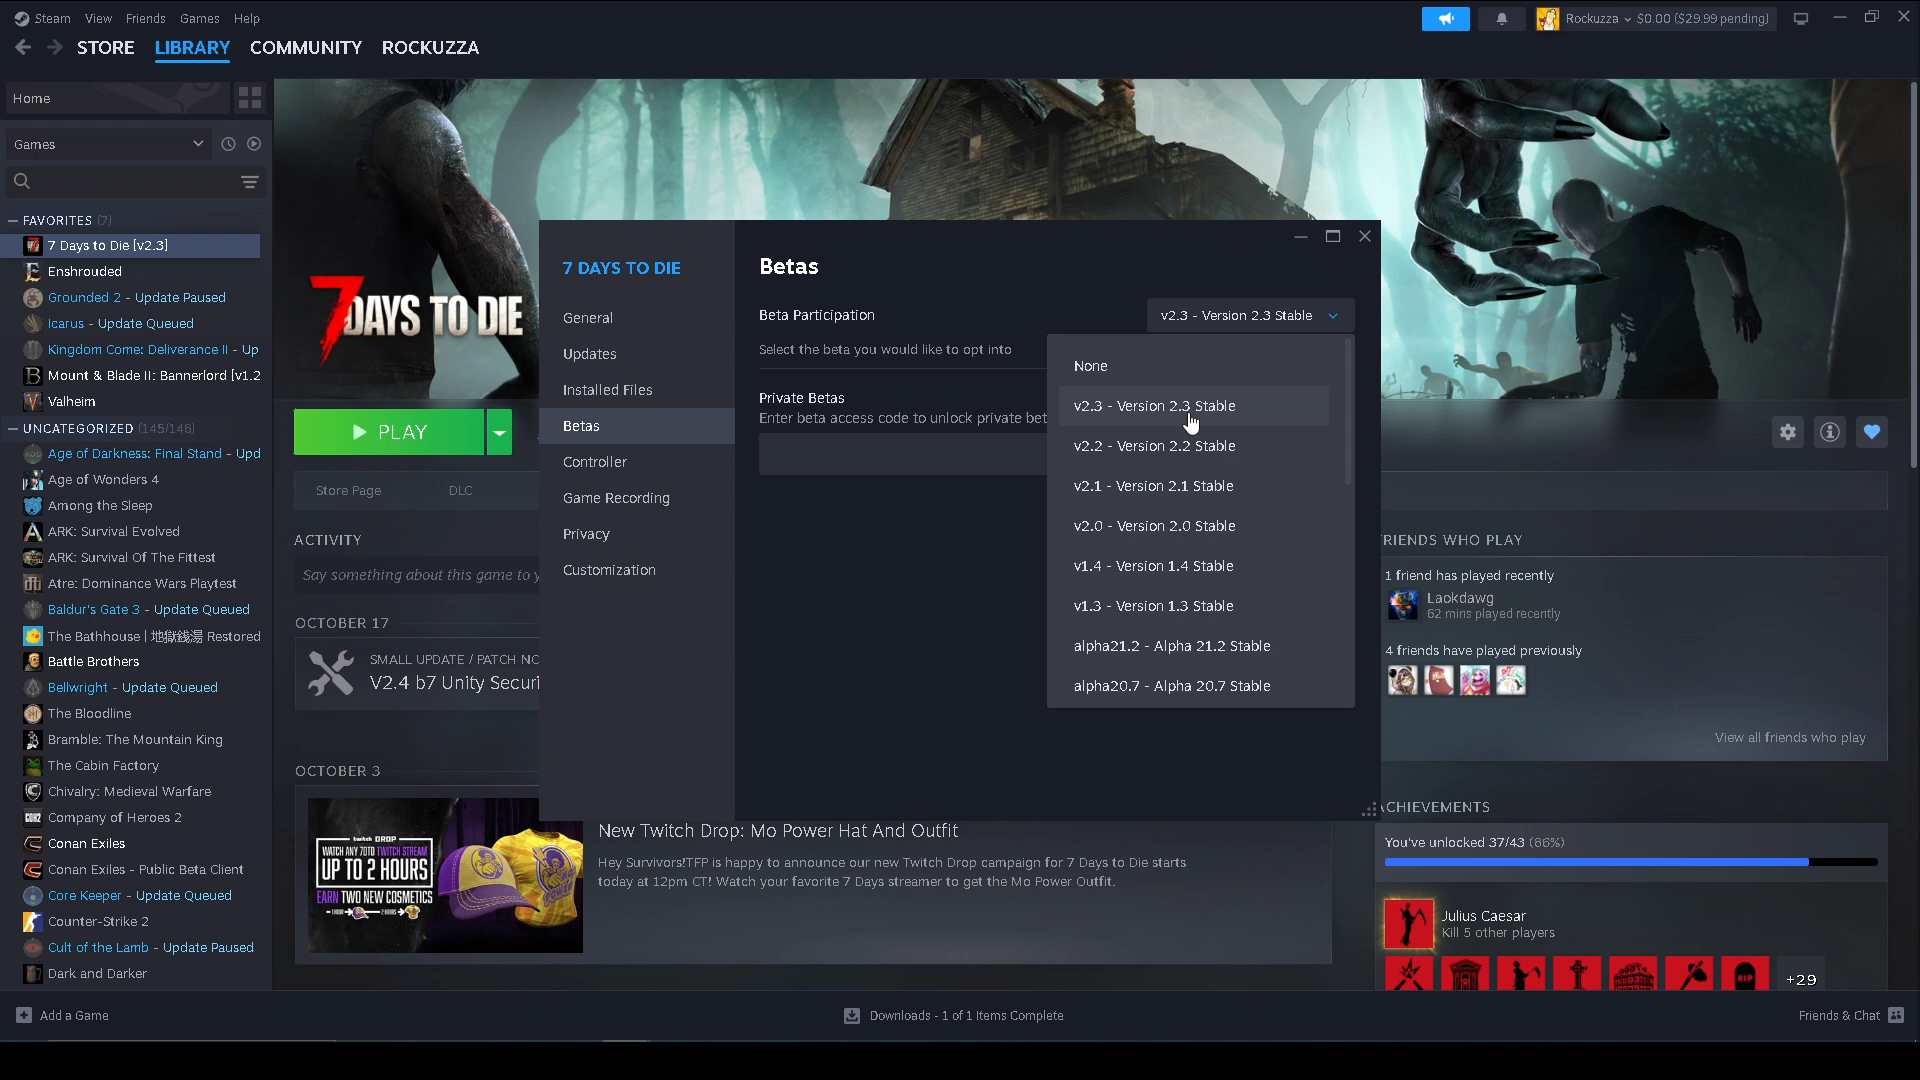 Steam View Friends Games Help
Rockuzza $0.00 ($29.99 pending)
STORE LIBRARY COMMUNITY ROCKUZZA
Home
Games
FAVORITES (7)
7 Days to Die [v2.3]
Enshrouded
Grounded 2 - Update Paused
Icarus - Update Queued
Kingdom Come: Deliverance II - Up
Mount & Blade II: Bannerlord [v1.2
Valheim
UNCATEGORIZED (145/146)
Age of Darkness: Final Stand - Upd
Age of Wonders 4
Among the Sleep
ARK: Survival Evolved
ARK: Survival Of The Fittest
Atre: Dominance Wars Playtest
Baldur's Gate 3 - Update Queued
The Bathhouse | 地獄銭湯 Restored
Battle Brothers
Bellwright - Update Queued
The Bloodline
Bramble: The Mountain King
The Cabin Factory
Chivalry: Medieval Warfare
Company of Heroes 2
Conan Exiles
Conan Exiles - Public Beta Client
Core Keeper - Update Queued
Counter-Strike 2
Cult of the Lamb - Update Paused
Dark and Darker
7 DAYS TO DIE
PLAY
Store Page DLC
ACTIVITY
Say something about this game to y
OCTOBER 17
SMALL UPDATE / PATCH NO
V2.4 b7 Unity Securi
OCTOBER 3
twitch DROP
WATCH ANY 7DTD TWITCH STREAM
UP TO 2 HOURS
EARN TWO NEW COSMETICS
New Twitch Drop: Mo Power Hat And Outfit
Hey Survivors!TFP is happy to announce our new Twitch Drop campaign for 7 Days to Die starts
today at 12pm CT! Watch your favorite 7 Days streamer to get the Mo Power Outfit.
7 DAYS TO DIE
General
Updates
Installed Files
Betas
Controller
Game Recording
Privacy
Customization
Betas
Beta Participation
v2.3 - Version 2.3 Stable
Select the beta you would like to opt into
Private Betas
Enter beta access code to unlock private bet
None
v2.3 - Version 2.3 Stable
v2.2 - Version 2.2 Stable
v2.1 - Version 2.1 Stable
v2.0 - Version 2.0 Stable
v1.4 - Version 1.4 Stable
v1.3 - Version 1.3 Stable
alpha21.2 - Alpha 21.2 Stable
alpha20.7 - Alpha 20.7 Stable
RIENDS WHO PLAY
1 friend has played recently
Laokdawg
62 mins played recently
4 friends have played previously
View all friends who play
CHIEVEMENTS
You've unlocked 37/43 (86%)
Julius Caesar
Kill 5 other players
RIP
+29
Add a Game
Downloads - 1 of 1 Items Complete
Friends & Chat